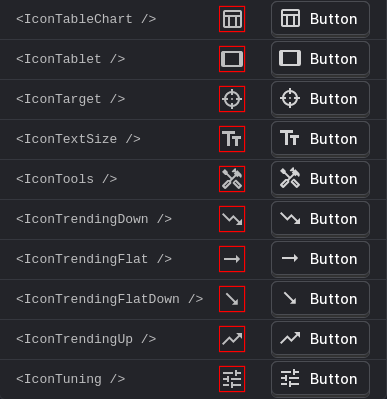 <IconTableChart /> Button
<IconTablet /> Button
<IconTarget /> Button
<IconTextSize /> Button
<IconTools /> Button
<IconTrendingDown /> Button
<IconTrendingFlat /> Button
<IconTrendingFlatDown /> Button
<IconTrendingUp /> Button
<IconTuning /> Button